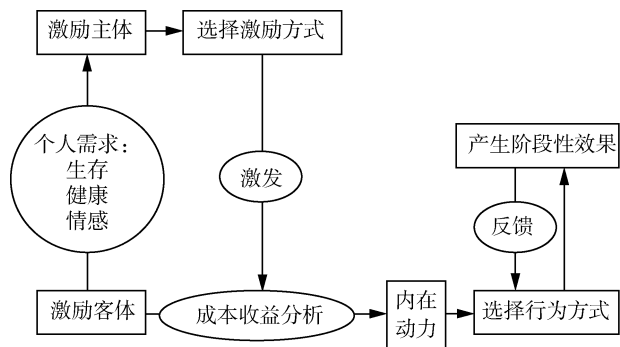 激励主体
选择激励方式
个人需求：
生存
健康
情感
激发
产生阶段性效果
反馈
激励客体
成本收益分析
内在
动力
选择行为方式